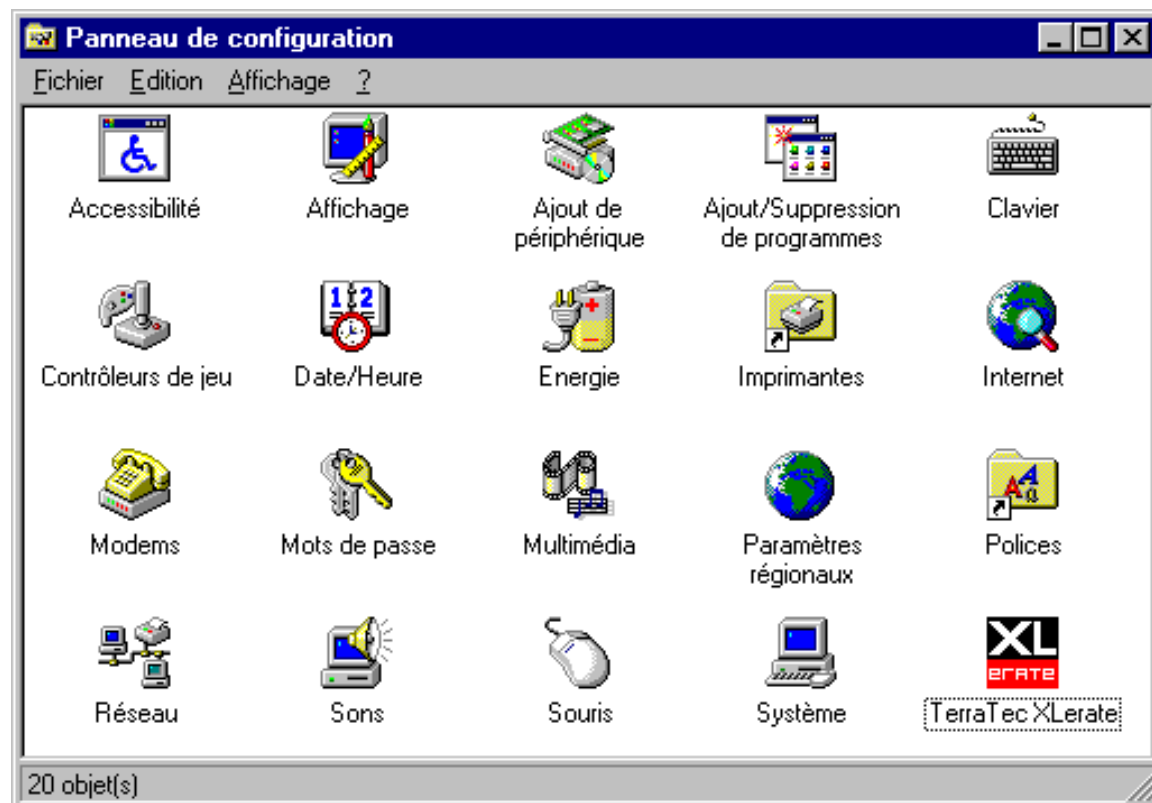 Panneau de configuration
Fichier Edition Affichage ?
Accessibilité
Affichage
Ajout de
périphérique
Ajout/Suppression
de programmes
Clavier
Contrôleurs de jeu
1 2
Date/Heure
Energie
Imprimantes
Internet
Modems
Mots de passe
Multimédia
Paramètres
régionaux
A A a
Polices
Réseau
Sons
Souris
Système
XL
erate
TerraTec XLerate
20 objet(s)